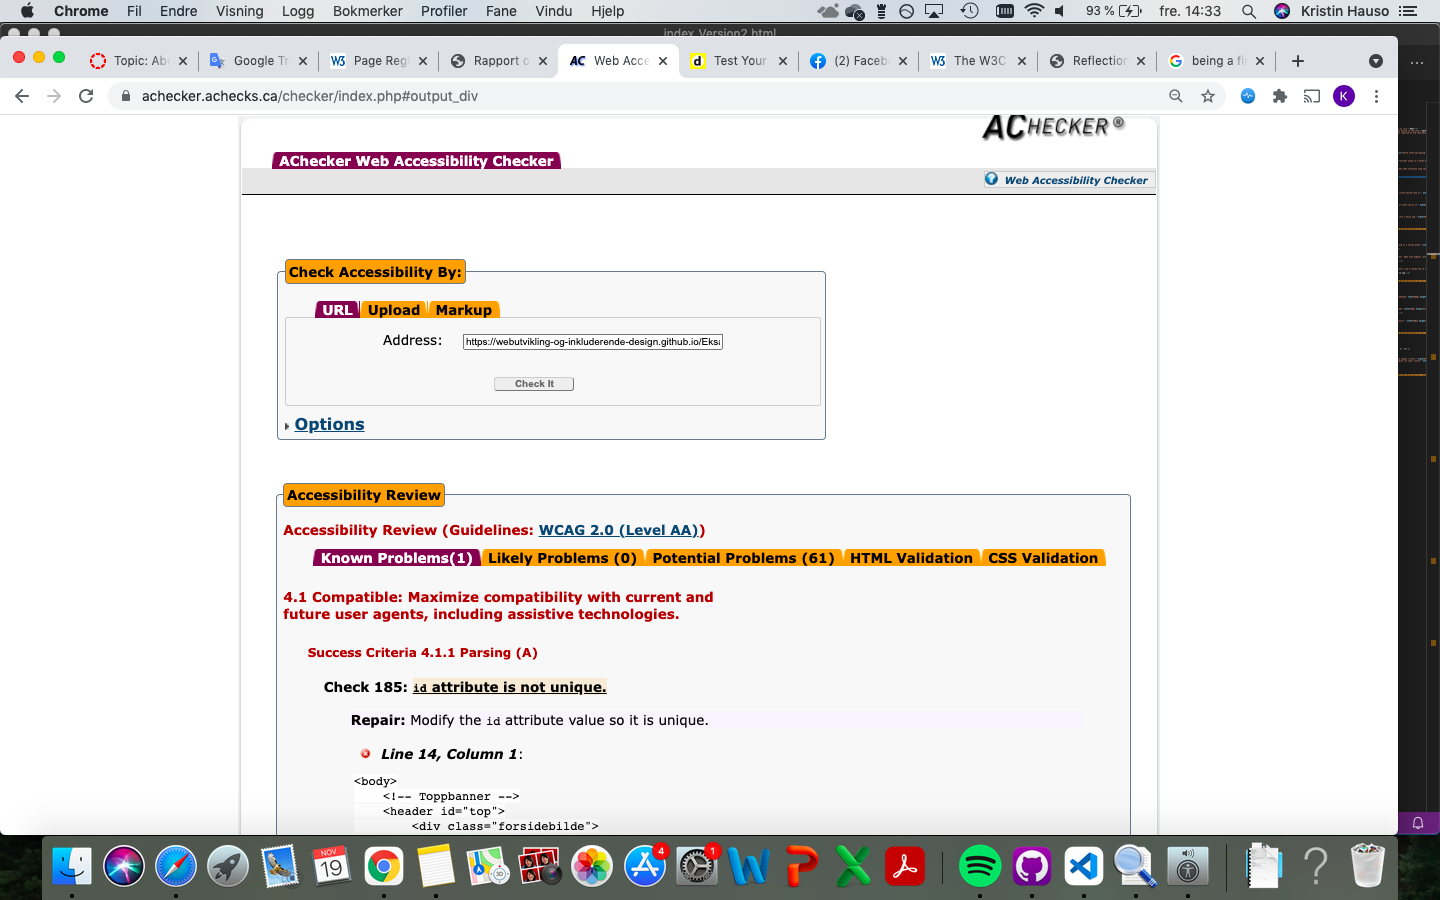 Chrome Fil Endre Visning Logg Bokmerker Profiler Fane Vindu Hjelp 93 % fre. 14:33 Kristin Hauso
index Version2.html
Topic: Ab Google Tr W3 Page Reg Rapport o AC Web Acce d Test Your (2) Faceb W3 The W3C Reflection being a fi
achecker.achecks.ca/checker/index.php#output_div K
ACHECKER®
AChecker Web Accessibility Checker
Web Accessibility Checker
Check Accessibility By:
URL Upload Markup
Address: https://webutvikling-og-inkluderende-design.github.io/Eks
Check It
Options
Accessibility Review
Accessibility Review (Guidelines: WCAG 2.0 (Level AA))
Known Problems(1) Likely Problems (0) Potential Problems (61) HTML Validation CSS Validation
4.1 Compatible: Maximize compatibility with current and
future user agents, including assistive technologies.
Success Criteria 4.1.1 Parsing (A)
Check 185: id attribute is not unique.
Repair: Modify the id attribute value so it is unique.
Line 14, Column 1:
<body>
<!-- Toppbanner -->
<header id="top">
<div class="forsidebilde">
NOV
19
3D
4
1